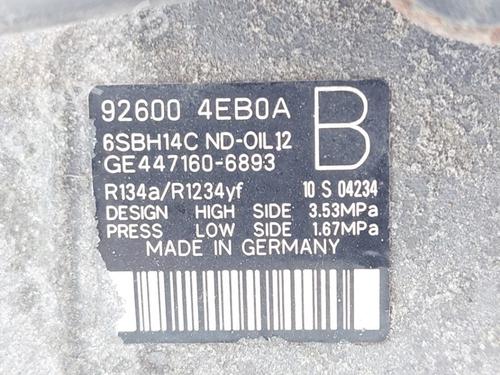 92600 4EB0A B
6SBH14C ND-OIL12
GE447160-6893
R134a/R1234yf 10 S 04234
DESIGN HIGH SIDE 3.53MPa
PRESS LOW SIDE 1.67MPa
MADE IN GERMANY